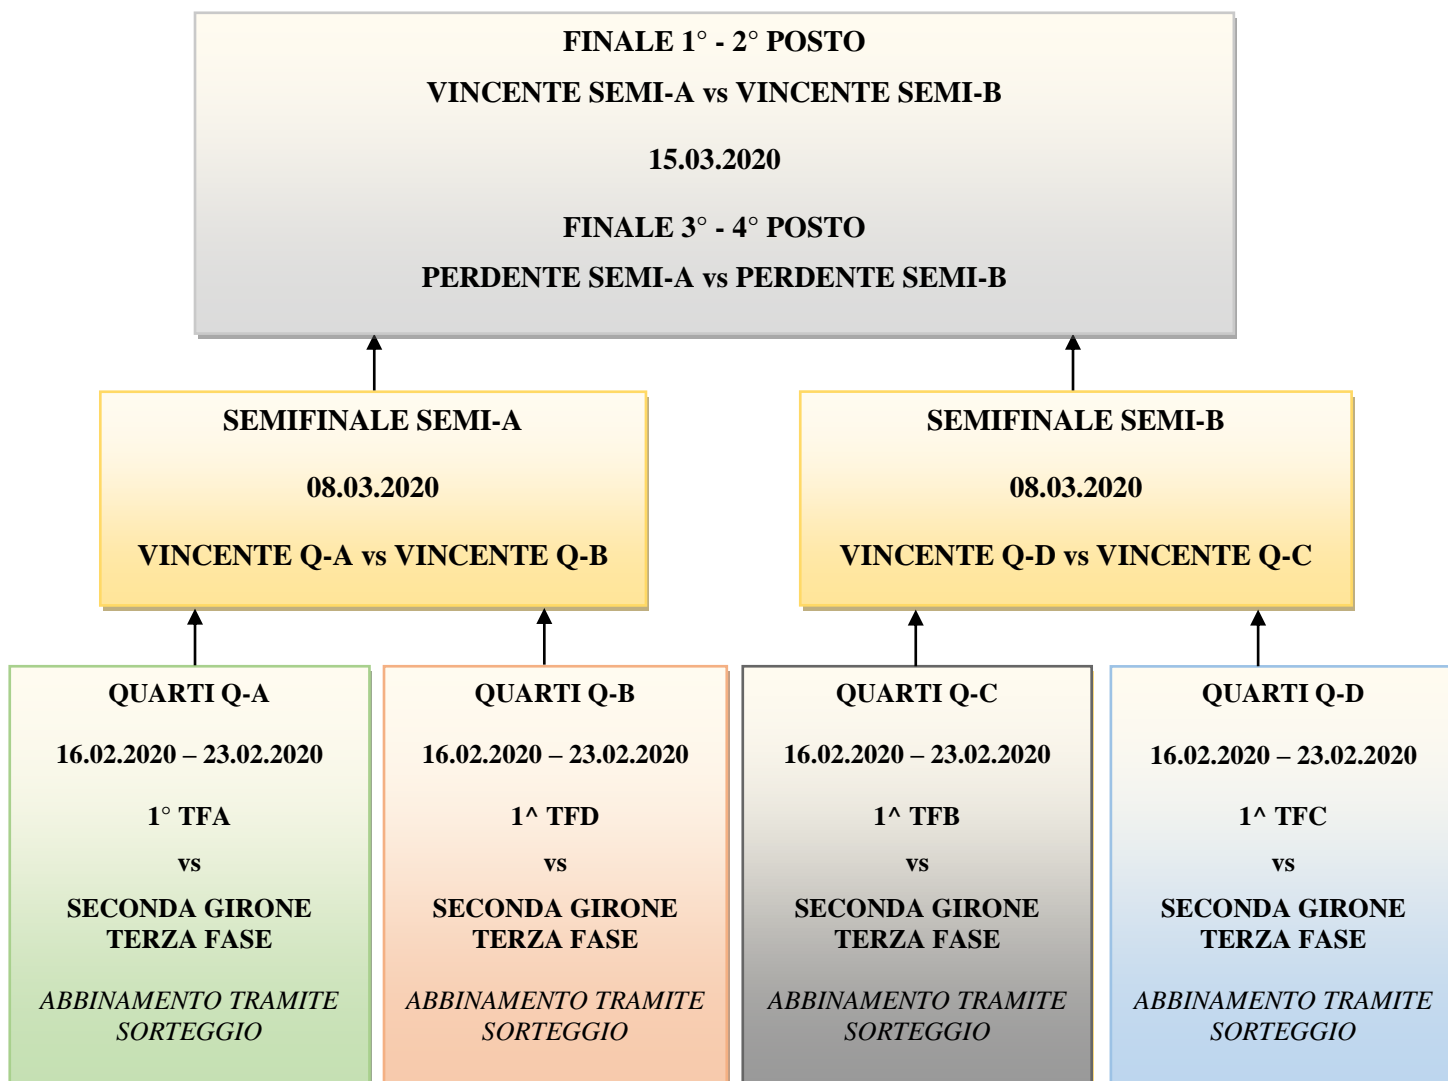 FINALE 1° - 2° POSTO
VINCENTE SEMI-A vs VINCENTE SEMI-B
15.03.2020
FINALE 3° - 4° POSTO
PERDENTE SEMI-A vs PERDENTE SEMI-B
SEMIFINALE SEMI-A
08.03.2020
VINCENTE Q-A vs VINCENTE Q-B
SEMIFINALE SEMI-B
08.03.2020
VINCENTE Q-D vs VINCENTE Q-C
QUARTI Q-A
16.02.2020 – 23.02.2020
1° TFA
vs
SECONDA GIRONE
TERZA FASE
ABBINAMENTO TRAMITE
SORTEGGIO
QUARTI Q-B
16.02.2020 – 23.02.2020
1^ TFD
vs
SECONDA GIRONE
TERZA FASE
ABBINAMENTO TRAMITE
SORTEGGIO
QUARTI Q-C
16.02.2020 – 23.02.2020
1^ TFB
vs
SECONDA GIRONE
TERZA FASE
ABBINAMENTO TRAMITE
SORTEGGIO
QUARTI Q-D
16.02.2020 – 23.02.2020
1^ TFC
vs
SECONDA GIRONE
TERZA FASE
ABBINAMENTO TRAMITE
SORTEGGIO